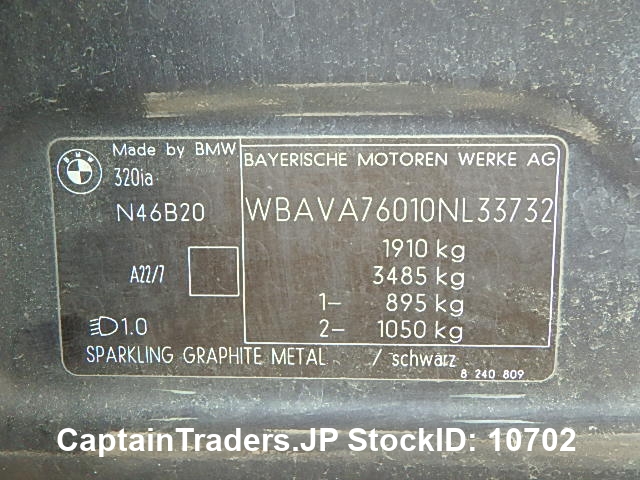 BMW
Made by BMW
320ia
N46B20
A22/7
1.0
BAYERISCHE MOTOREN WERKE AG
WBAVA76010NL33732
1910 kg
3485 kg
1- 895 kg
2- 1050 kg
SPARKLING GRAPHITE METAL / schwarz
8 240 809
CaptainTraders.JP StockID: 10702